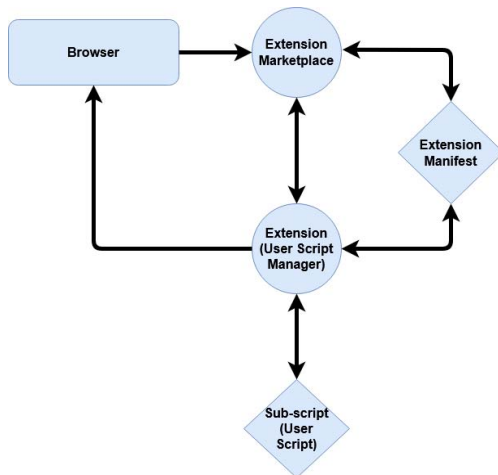 Browser
Extension
Marketplace
Extension
Manifest
Extension
(User Script
Manager)
Sub-script
(User
Script)